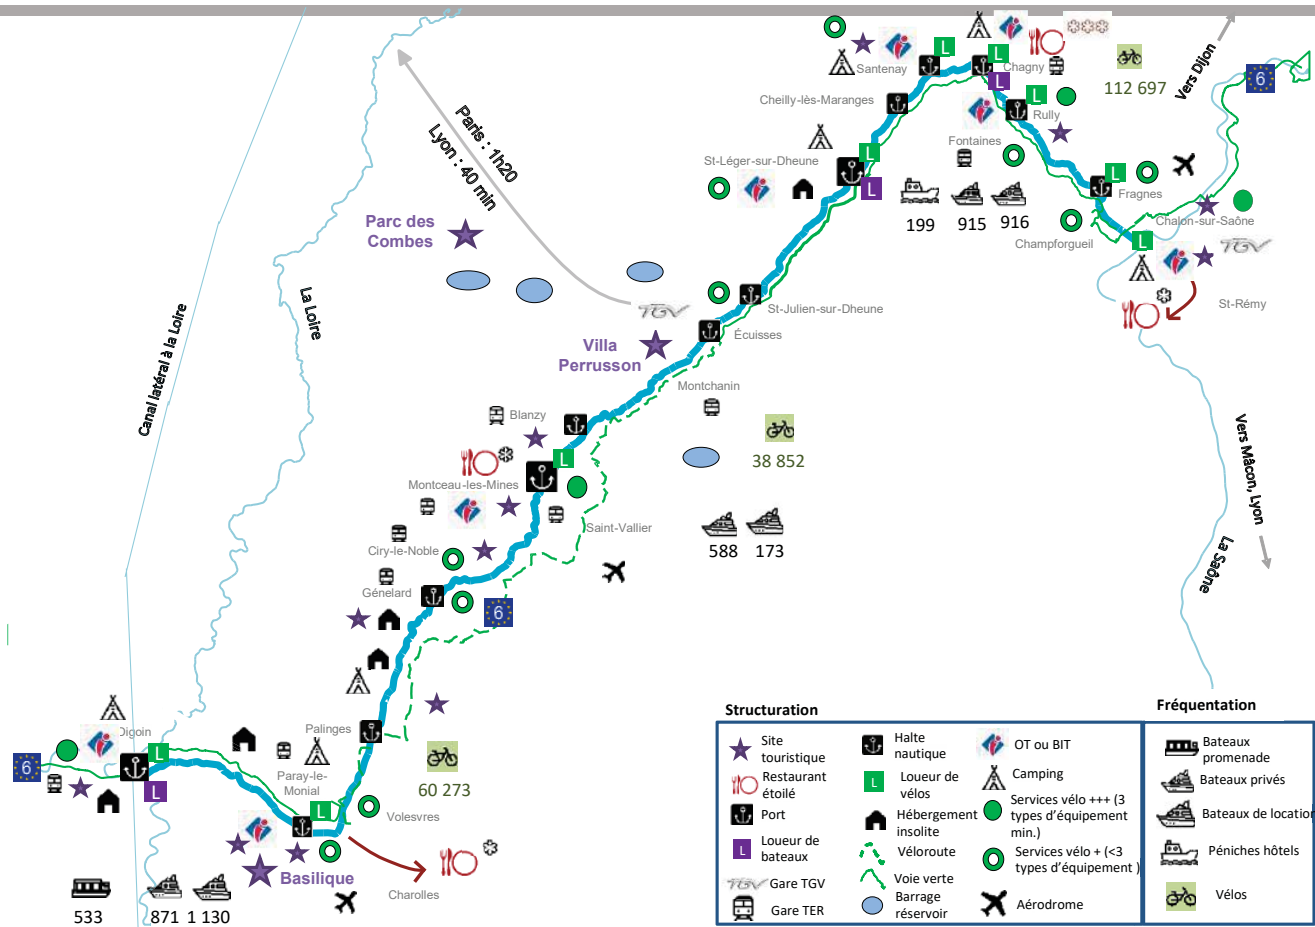 Santenay
Chagny
112 697
Vers Dijon
6
Cheilly-lès-Maranges
Rully
Fontaines
Paris : 1h20
Lyon : 40 min
St-Léger-sur-Dheune
Fragnes
199
915
916
Champforgueil
Chalon-sur-Saône
TGV
Parc des
Combes
St-Rémy
La Loire
Canal latéral à la Loire
TGV
St-Julien-sur-Dheune
Écuisses
Villa
Perrusson
Montchanin
Blanzy
38 852
Montceau-les-Mines
Saint-Vallier
588
173
Vers Mâcon, Lyon
La Saône
Ciry-le-Noble
Génelard
6
Palinges
Digoin
6
Paray-le-
Monial
60 273
Volesvres
Basilique
Charolles
533
871
1 130
L
L
L
L
L
L
L
L
L
L
L
L
Structuration
Site
touristique
Restaurant
étoilé
Port
L
Loueur de
bateaux
TGV
Gare TGV
Gare TER
Halte
nautique
L
Loueur de
vélos
Hébergement
insolite
Véloroute
Voie verte
Barrage
réservoir
OT ou BIT
Camping
Services vélo +++ (3
types d'équipement
min.)
Services vélo + (<3
types d'équipement )
Aérodrome
Fréquentation
Bateaux
promenade
Bateaux privés
Bateaux de location
Péniches hôtels
Vélos